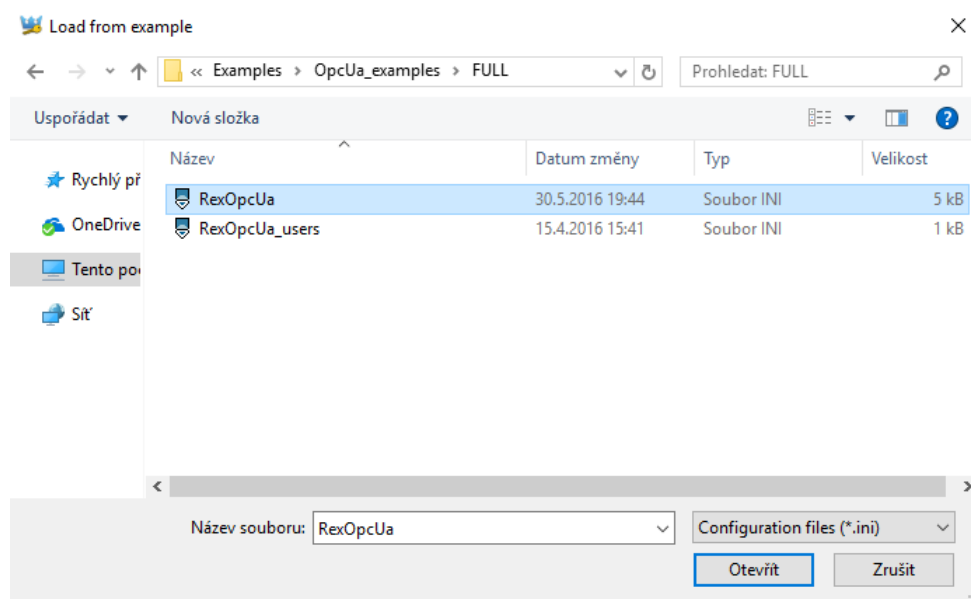 Load from example
« Examples > OpcUa_examples > FULL
Prohledat: FULL
Uspořádat
Nová složka
Název Datum změny Typ Velikost
Rychlý př
OneDrive
Tento po
Síť
RexOpcUa 30.5.2016 19:44 Soubor INI 5 kB
RexOpcUa_users 15.4.2016 15:41 Soubor INI 1 kB
Název souboru: RexOpcUa
Configuration files (*.ini)
Otevřít Zrušit